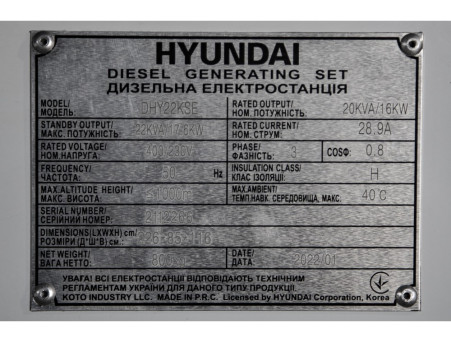 HYUNDAI
DIESEL GENERATING SET
ДИЗЕЛЬНА ЕЛЕКТРОСТАНЦІЯ
MODEL/
МОДЕЛЬ:
DHY22KSE
RATED OUTPUT/
НОМ. ПОТУЖНІСТЬ:
20KVA/16KW
STANDBY OUTPUT/
МАКС. ПОТУЖНІСТЬ:
22KVA/17.6KW
RATED CURRENT/
НОМ. СТРУМ:
28.9A
RATED VOLTAGE/
НОМ.НАПРУГА:
PHASE/
ФАЗНІСТЬ:
3
COSΦ:
0.8
FREQUENCY/
ЧАСТОТА:
50
Hz
INSULATION CLASS/
КЛАС ІЗОЛЯЦІЇ:
H
MAX.ALTITUDE HEIGHT/
МАКС. ВИСОТА:
MAX.AMBIENT/
ТЕМП.НАВК. СЕРЕДОВИЩА, МАКС:
40°C
SERIAL NUMBER/
СЕРІЙНИЙ НОМЕР:
DIMENSIONS(LXWXH) cm/
РОЗМІРИ (Д*Ш*В) см:
NET WEIGHT/
ВАГА НЕТТО:
DATE/
ДАТА:
2022/01
УВАГА! ВСІ ЕЛЕКТРОСТАНЦІЇ ВІДПОВІДАЮТЬ ТЕХНІЧНИМ
РЕГЛАМЕНТАМ УКРАЇНИ ДЛЯ ДАНОГО ТИПУ ПРОДУКЦІЇ.
KOTO INDUSTRY LLC. MADE IN P.R.C. Licensed by HYUNDAI Corporation, Korea